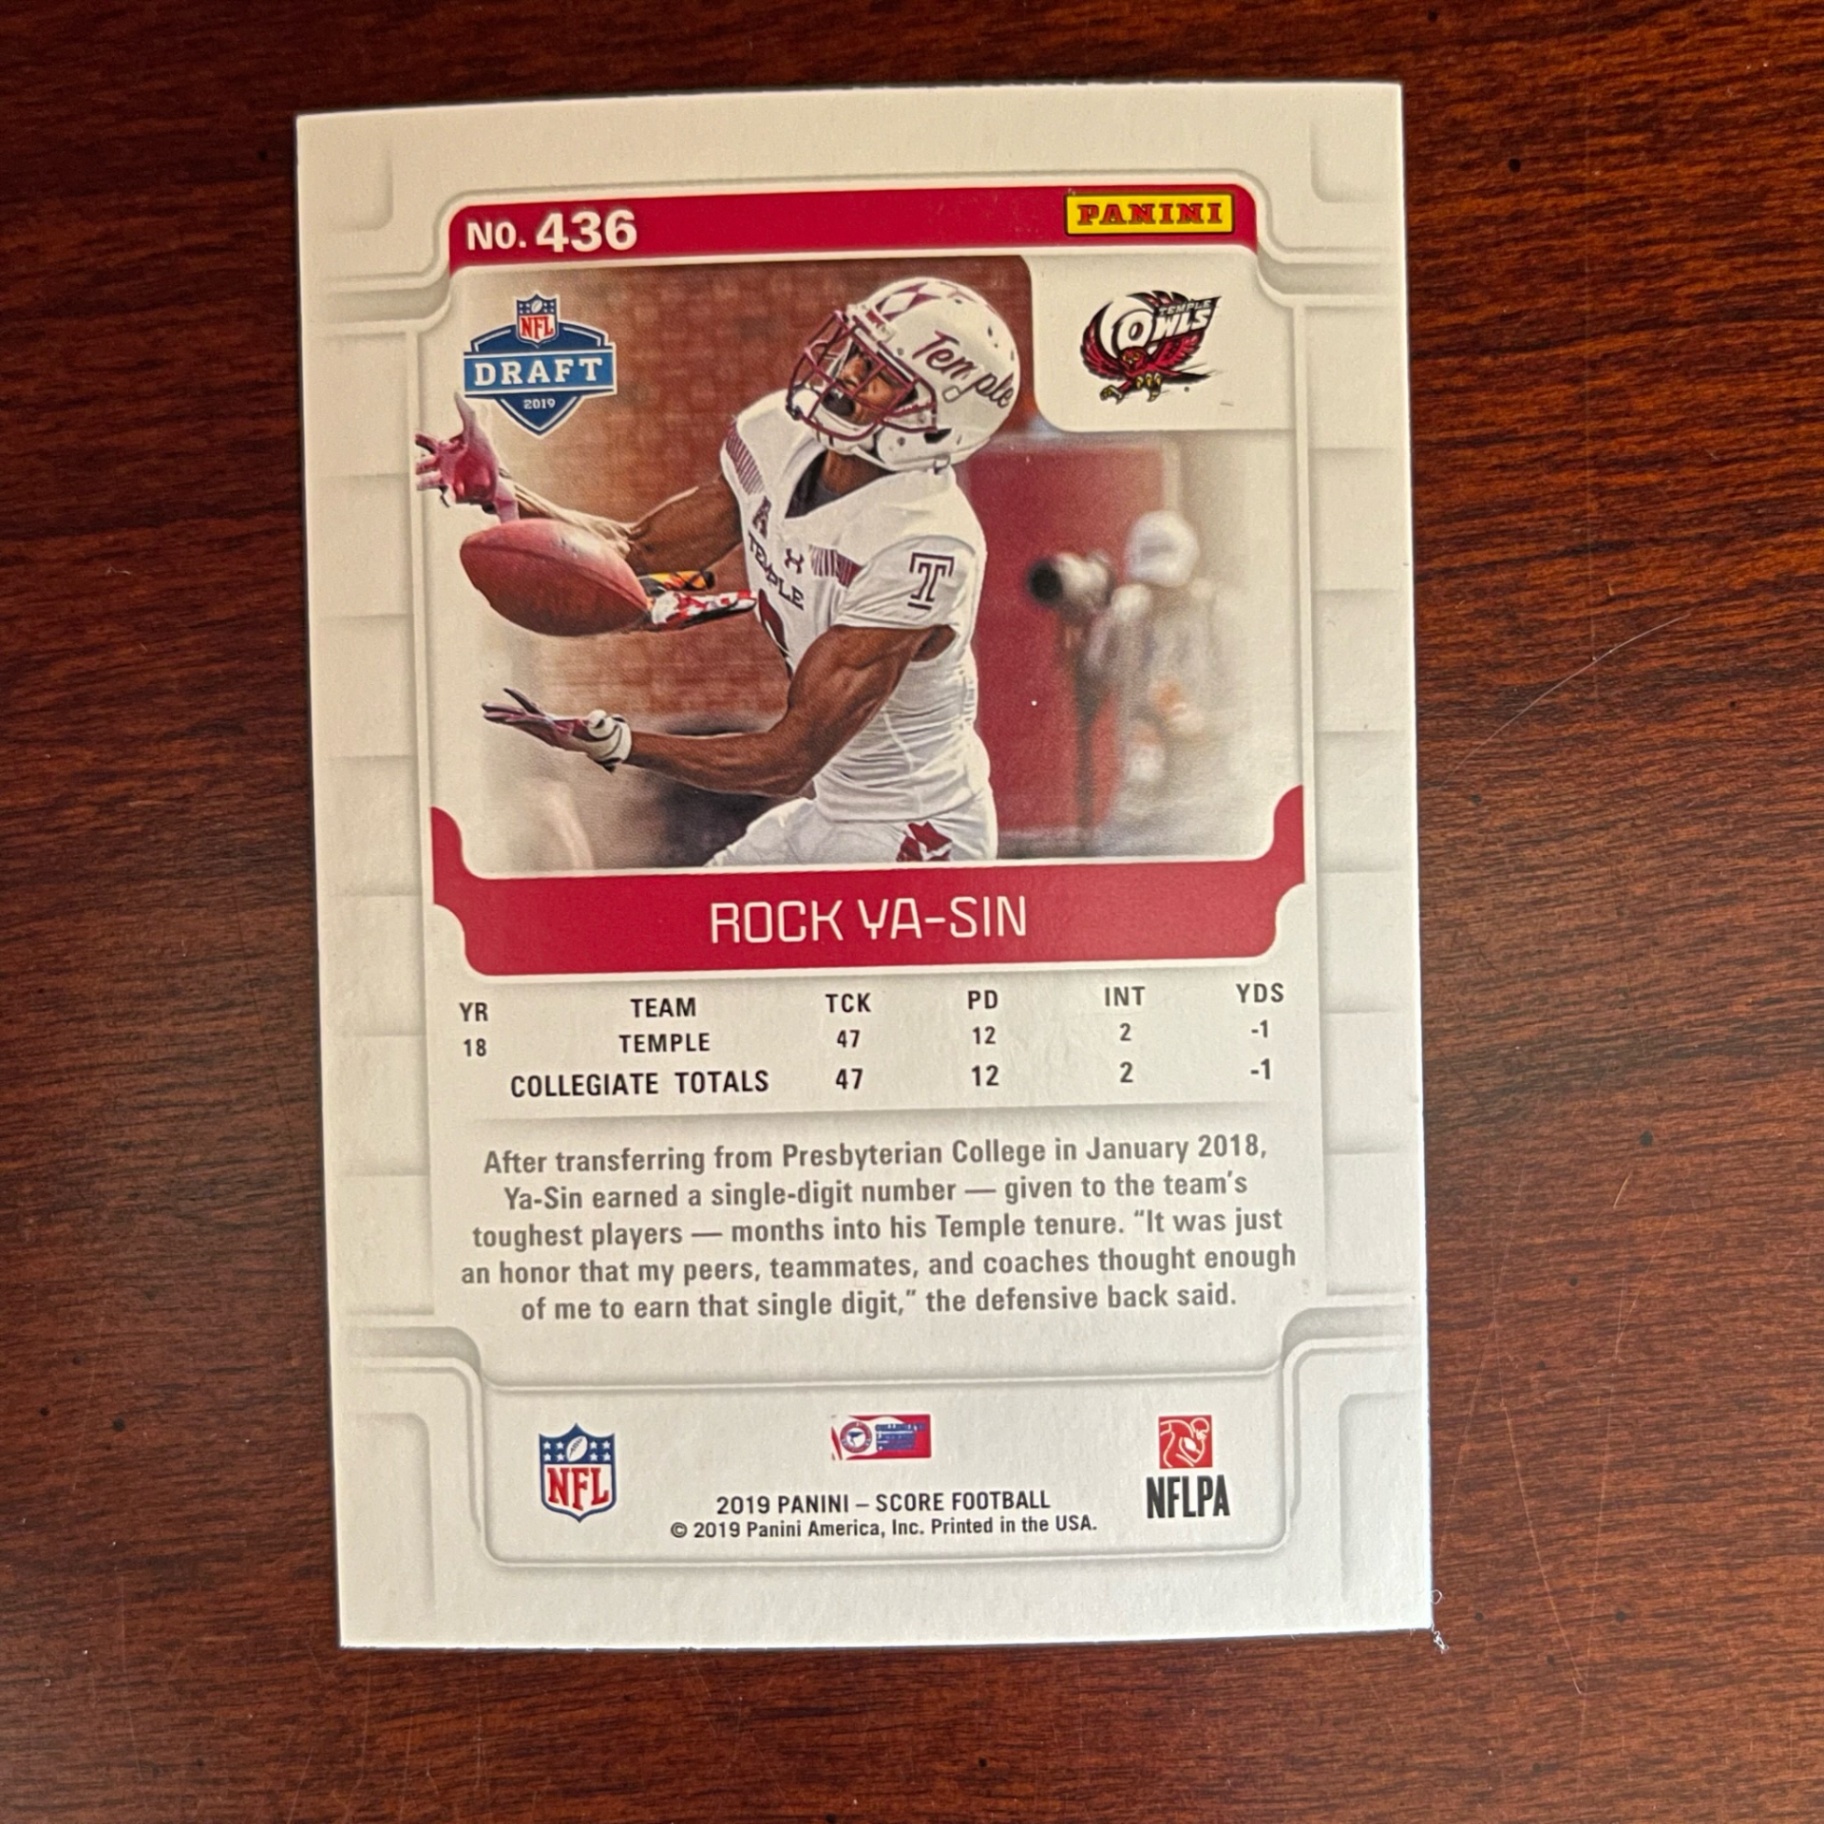 NO. 436
PANINI
NFL
DRAFT
2019
TEMPLE
OWLS
Temple
A
TEMPLE
T
ROCK YA-SIN
YR TEAM TCK PD INT YDS
18 TEMPLE 47 12 2 -1
COLLEGIATE TOTALS 47 12 2 -1
After transferring from Presbyterian College in January 2018,
Ya-Sin earned a single-digit number — given to the team's
toughest players — months into his Temple tenure. “It was just
an honor that my peers, teammates, and coaches thought enough
of me to earn that single digit,” the defensive back said.
NFL
2019 PANINI – SCORE FOOTBALL
© 2019 Panini America, Inc. Printed in the USA.
NFLPA